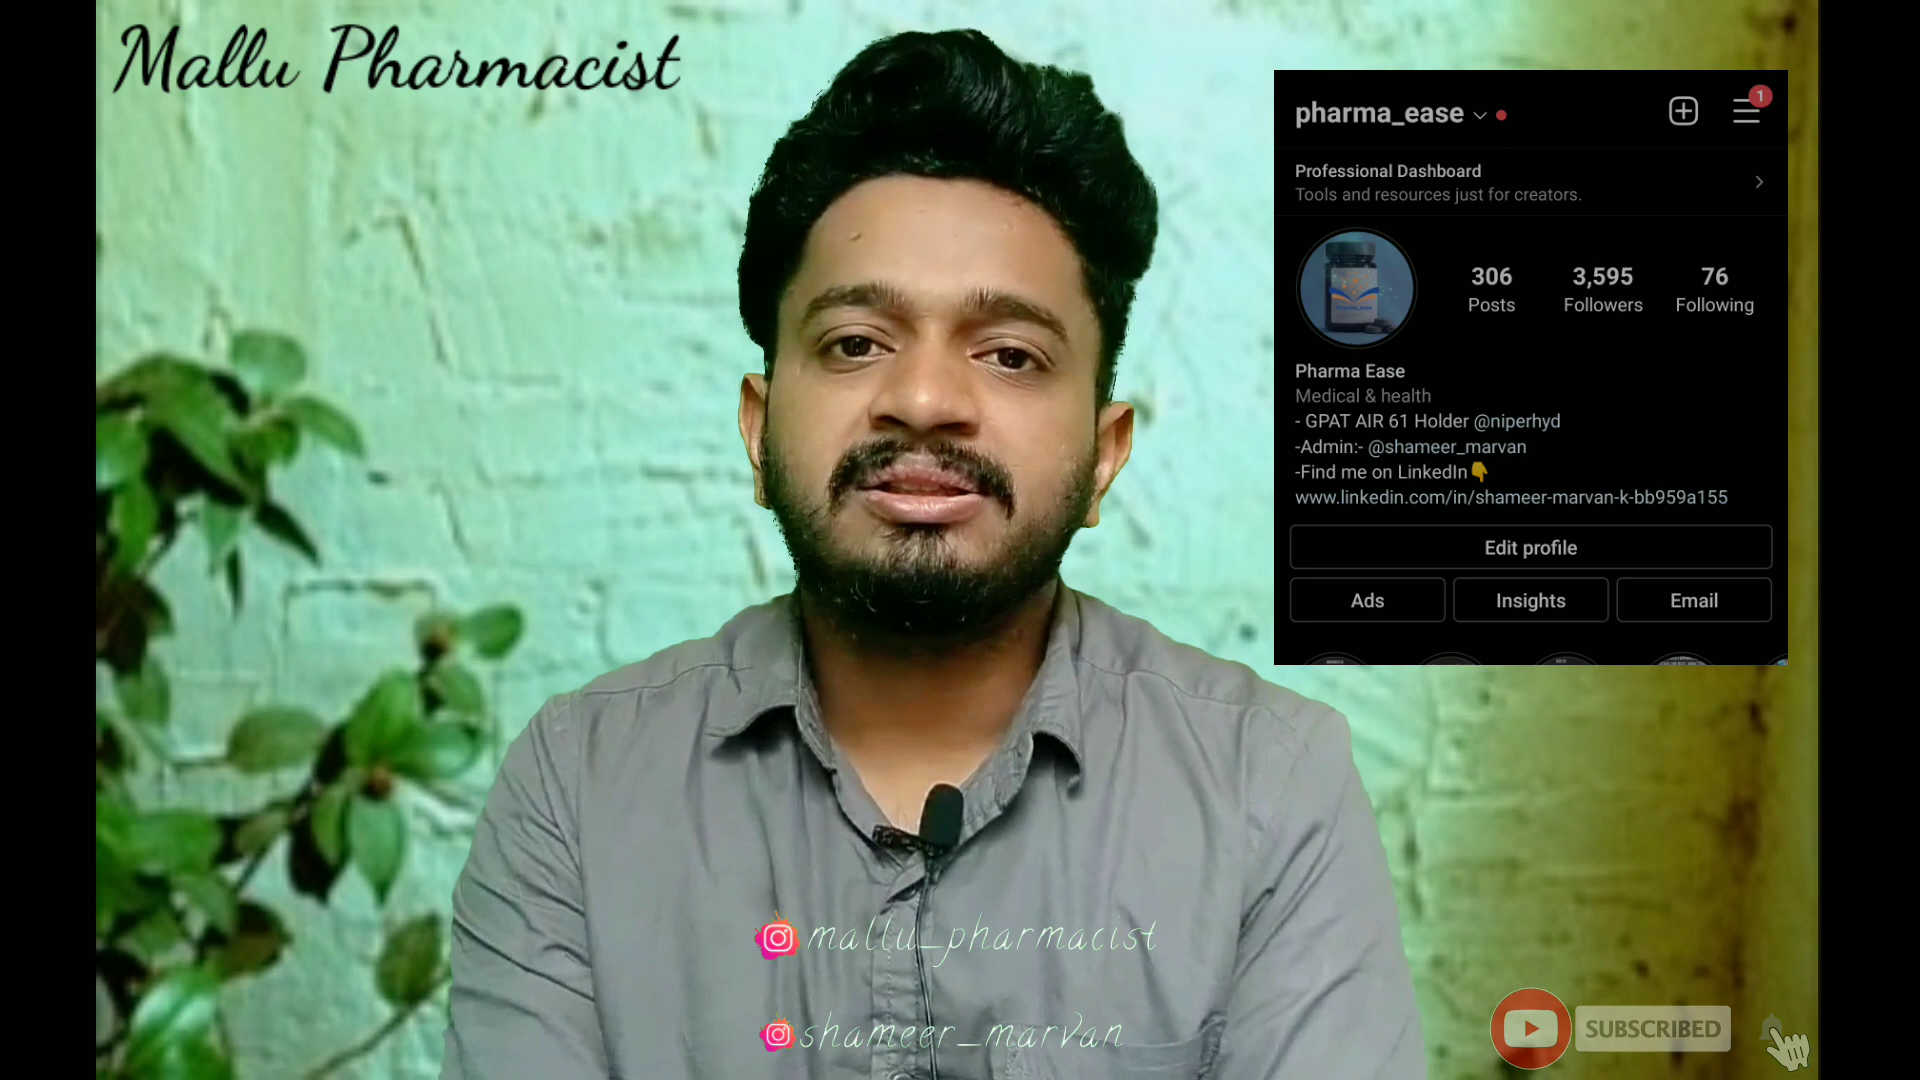 Mallu Pharmacist
pharma_ease
1
Professional Dashboard
Tools and resources just for creators.
306 3,595 76
Posts Followers Following
Pharma Ease
Medical & health
- GPAT AIR 61 Holder @niperhyd
-Admin:- @shameer_marvan
-Find me on LinkedIn👇
www.linkedin.com/in/shameer-marvan-k-bb959a155
Edit profile
Ads Insights Email
mallu_pharmacist
shameer_marvan
SUBSCRIBED